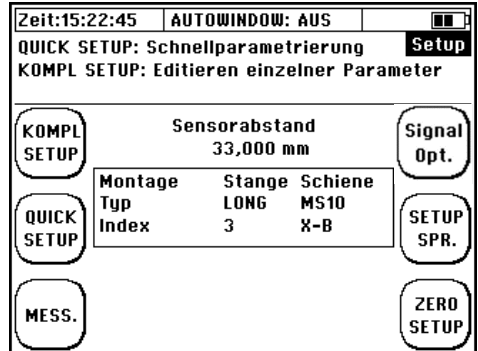 Zeit:15:22:45 AUTOWINDOW: AUS
QUICK SETUP: Schnellparametrierung Setup
KOMPL SETUP: Editieren einzelner Parameter
KOMPL SETUP
Sensorabstand
33,000 mm
Signal Opt.
Montage Stange Schiene
Typ LONG MS10
Index 3 X-B
QUICK SETUP
SETUP SPR.
MESS.
ZERO SETUP